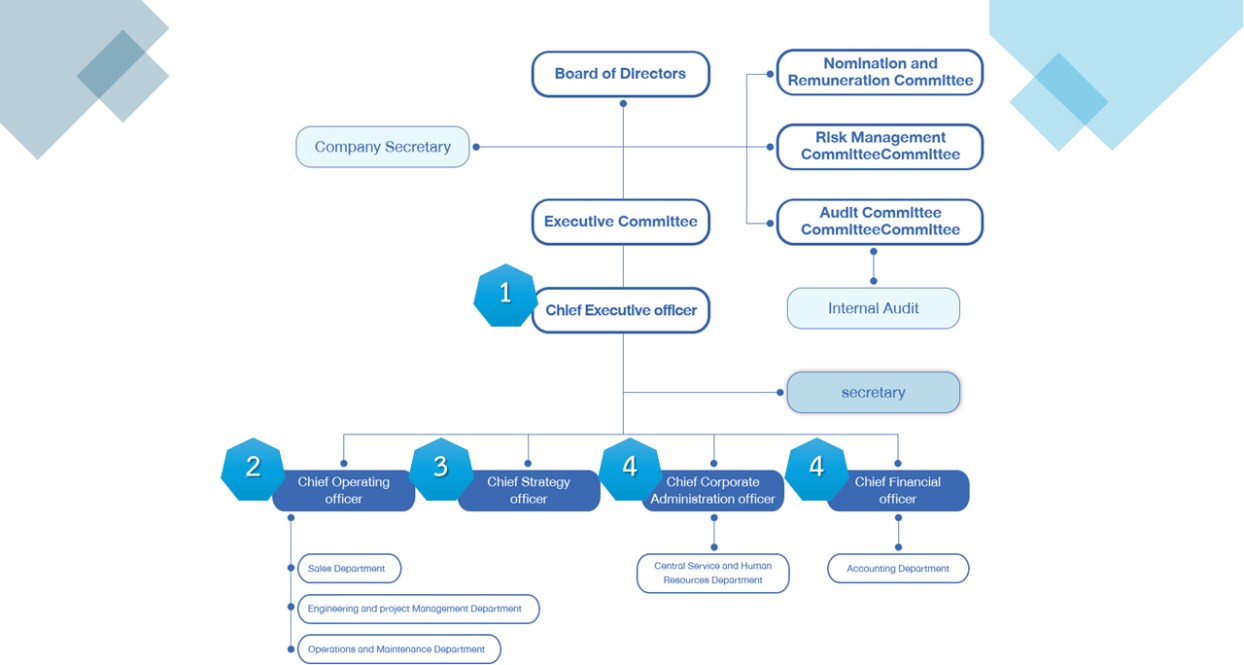 Board of Directors
Nomination and
Remuneration Committee
Company Secretary
Risk Management
CommitteeCommittee
Executive Committee
Audit Committee
CommitteeCommittee
1
Chief Executive officer
Internal Audit
secretary
2
Chief Operating
officer
3
Chief Strategy
officer
4
Chief Corporate
Administration officer
4
Chief Financial
officer
Sales Department
Engineering and project Management Department
Operations and Maintenance Department
Central Service and Human
Resources Department
Accounting Department